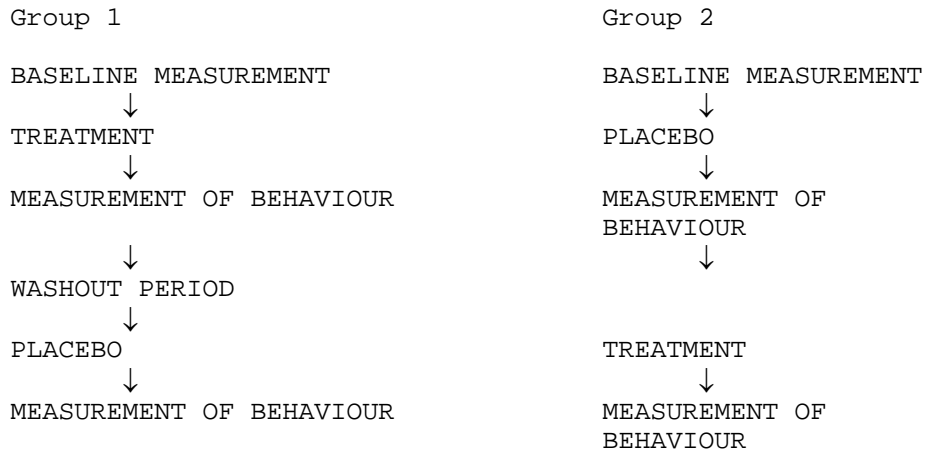 Group 1 Group 2
BASELINE MEASUREMENT BASELINE MEASUREMENT
↓ ↓
TREATMENT PLACEBO
↓ ↓
MEASUREMENT OF BEHAVIOUR MEASUREMENT OF
BEHAVIOUR
↓ ↓
WASHOUT PERIOD
↓
PLACEBO TREATMENT
↓ ↓
MEASUREMENT OF BEHAVIOUR MEASUREMENT OF
BEHAVIOUR